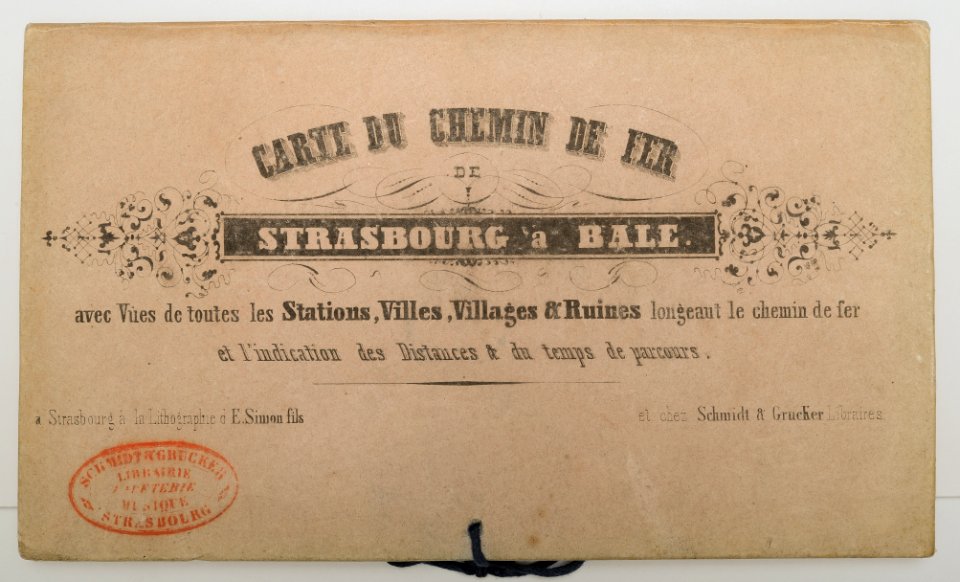 CARTE DU CHEMIN DE FER
DE
STRASBOURG à BALE.
avec Vües de toutes les Stations, Villes, Villages & Ruines longeant le chemin de fer
et l'indication des Distances & du temps de parcours.
a Strasbourg à la Lithographie d E. Simon fils
et chez Schmidt & Grucker Libraires
SCHMIDT & GRUCKER
LIBRAIRIE
PAPETERIE
MUSIQUE
STRASBOURG